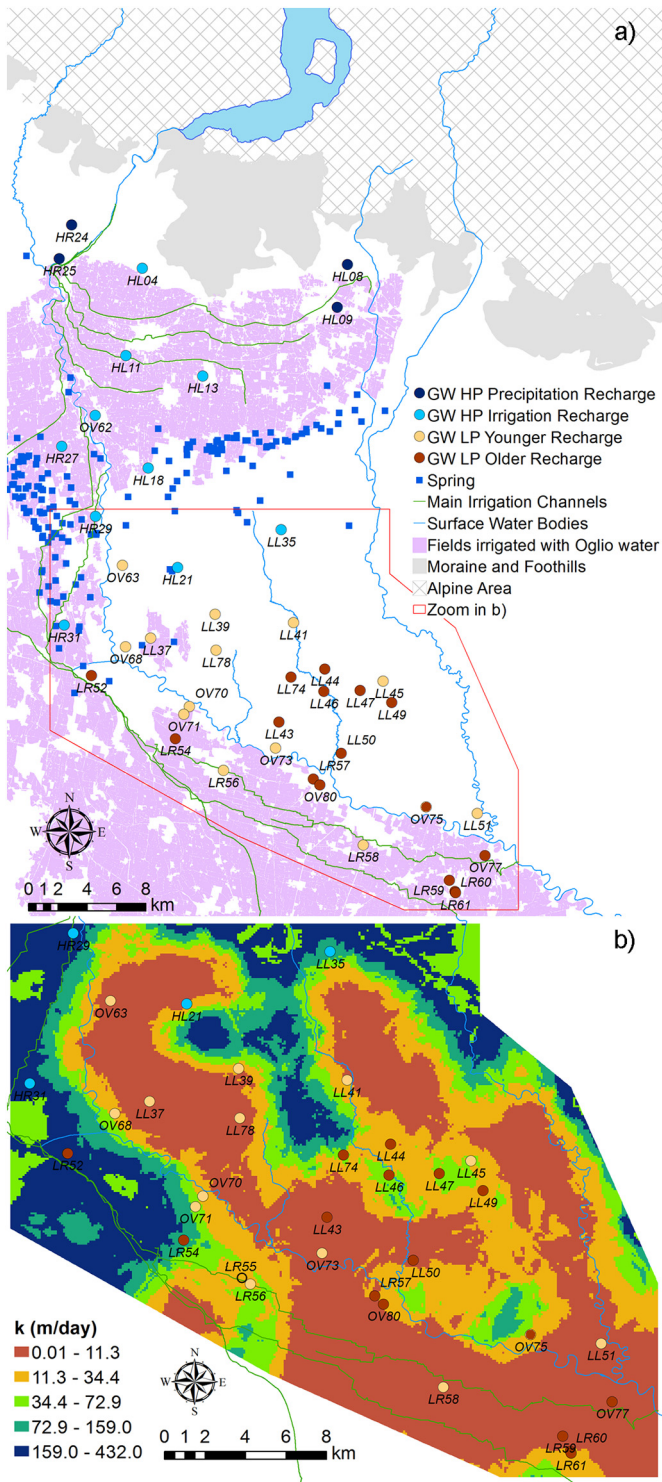 a)
HR24
HR25
HL04
HL08
HL09
HL11
HL13
GW HP Precipitation Recharge
GW HP Irrigation Recharge
GW LP Younger Recharge
GW LP Older Recharge
Spring
Main Irrigation Channels
Surface Water Bodies
Fields irrigated with Oglio water
Moraine and Foothills
Alpine Area
Zoom in b)
OV62
HR27
HL18
HR29
LL35
OV63
HL21
LL39
LL41
HR31
LL37
OV68
LL78
LR52
LL44
LL74
LL45
LL46
LL47
LL49
OV70
OV71
LL43
LL50
LR54
OV73
LR57
LR56
OV80
OV75
LL51
LR58
OV77
LR59
LR60
LR61
N
W
E
S
0 2 4 6 8
km
b)
HR29
LL35
OV63
HL21
LL39
LL41
HR31
LL37
OV68
LL78
LL44
LR52
LL74
LL45
LL46
LL47
LL49
OV70
OV71
LL43
LR54
OV73
LL50
LR55
LR56
LR57
OV80
OV75
LL51
LR58
OV77
LR59
LR60
LR61
k (m/day)
0.01 - 11.3
11.3 - 34.4
34.4 - 72.9
72.9 - 159.0
159.0 - 432.0
N
W
E
S
0 2 4 6 8
km